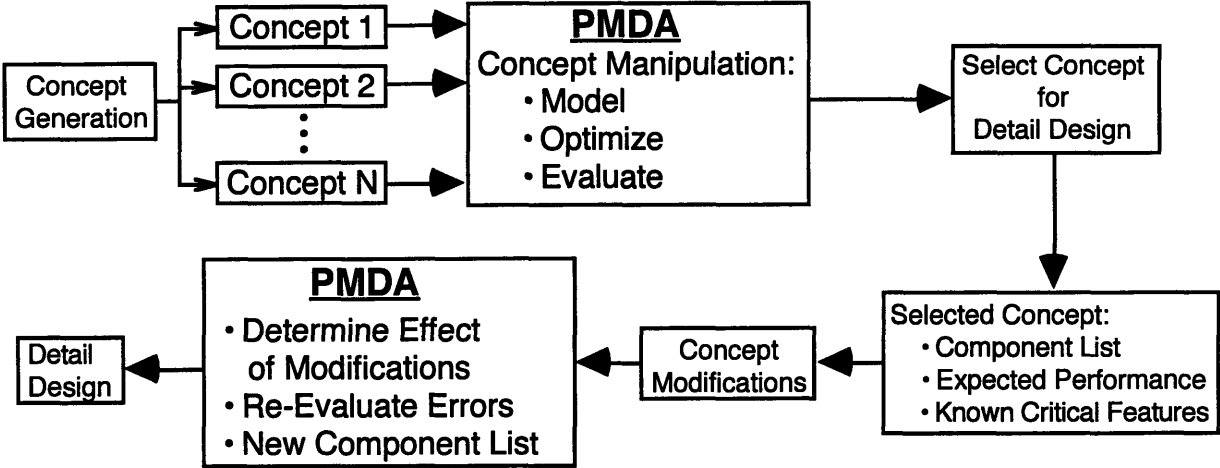 Concept
Generation
Concept 1
Concept 2
Concept N
PMDA
Concept Manipulation:
• Model
• Optimize
• Evaluate
Select Concept
for
Detail Design
Selected Concept:
• Component List
• Expected Performance
• Known Critical Features
Concept
Modifications
PMDA
• Determine Effect
of Modifications
• Re-Evaluate Errors
• New Component List
Detail
Design